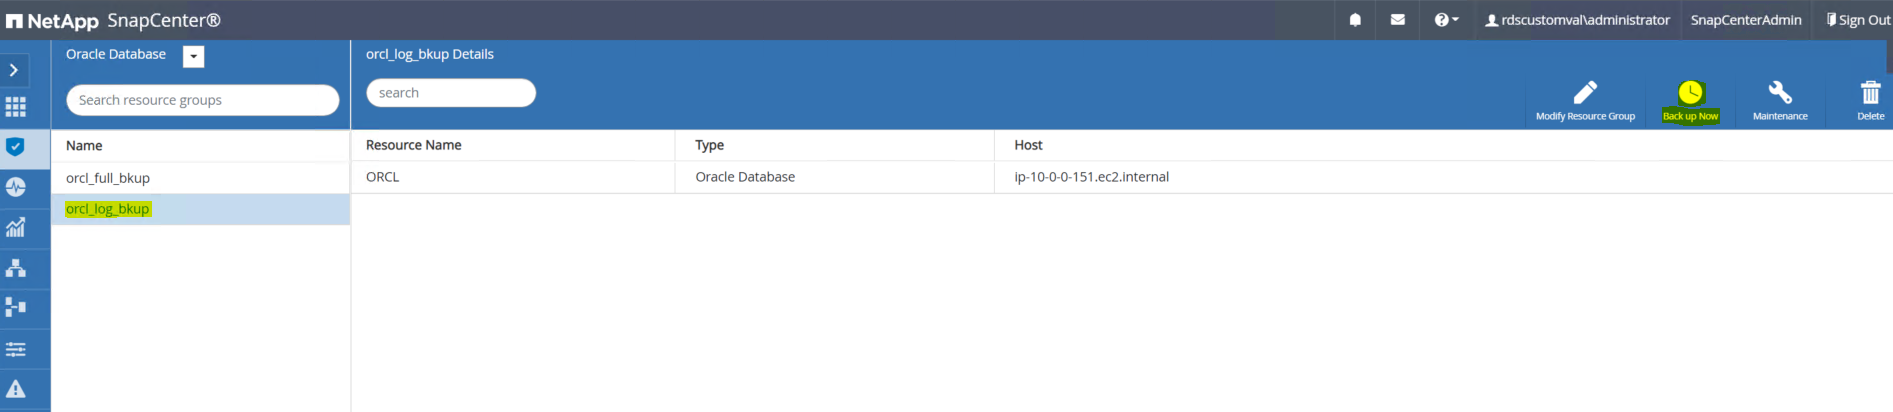 NetApp SnapCenter®
rdscustomval\administrator SnapCenterAdmin Sign Out
Oracle Database
Search resource groups
Name
orcl_full_bkup
orcl_log_bkup
orcl_log_bkup Details
search
Modify Resource Group Back up Now Maintenance Delete
Resource Name Type Host
ORCL Oracle Database ip-10-0-0-151.ec2.internal